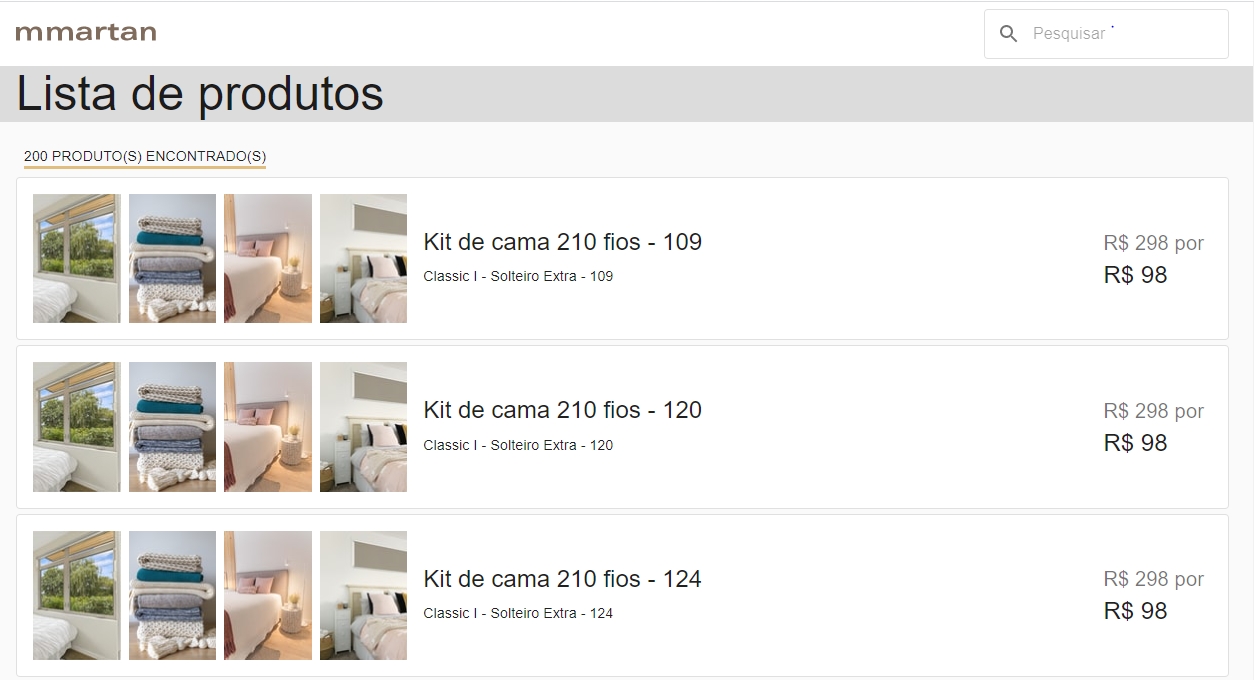 mmartan
Pesquisar
Lista de produtos
200 PRODUTO(S) ENCONTRADO(S)
Kit de cama 210 fios - 109
Classic I - Solteiro Extra - 109
R$ 298 por
R$ 98
Kit de cama 210 fios - 120
Classic I - Solteiro Extra - 120
R$ 298 por
R$ 98
Kit de cama 210 fios - 124
Classic I - Solteiro Extra - 124
R$ 298 por
R$ 98